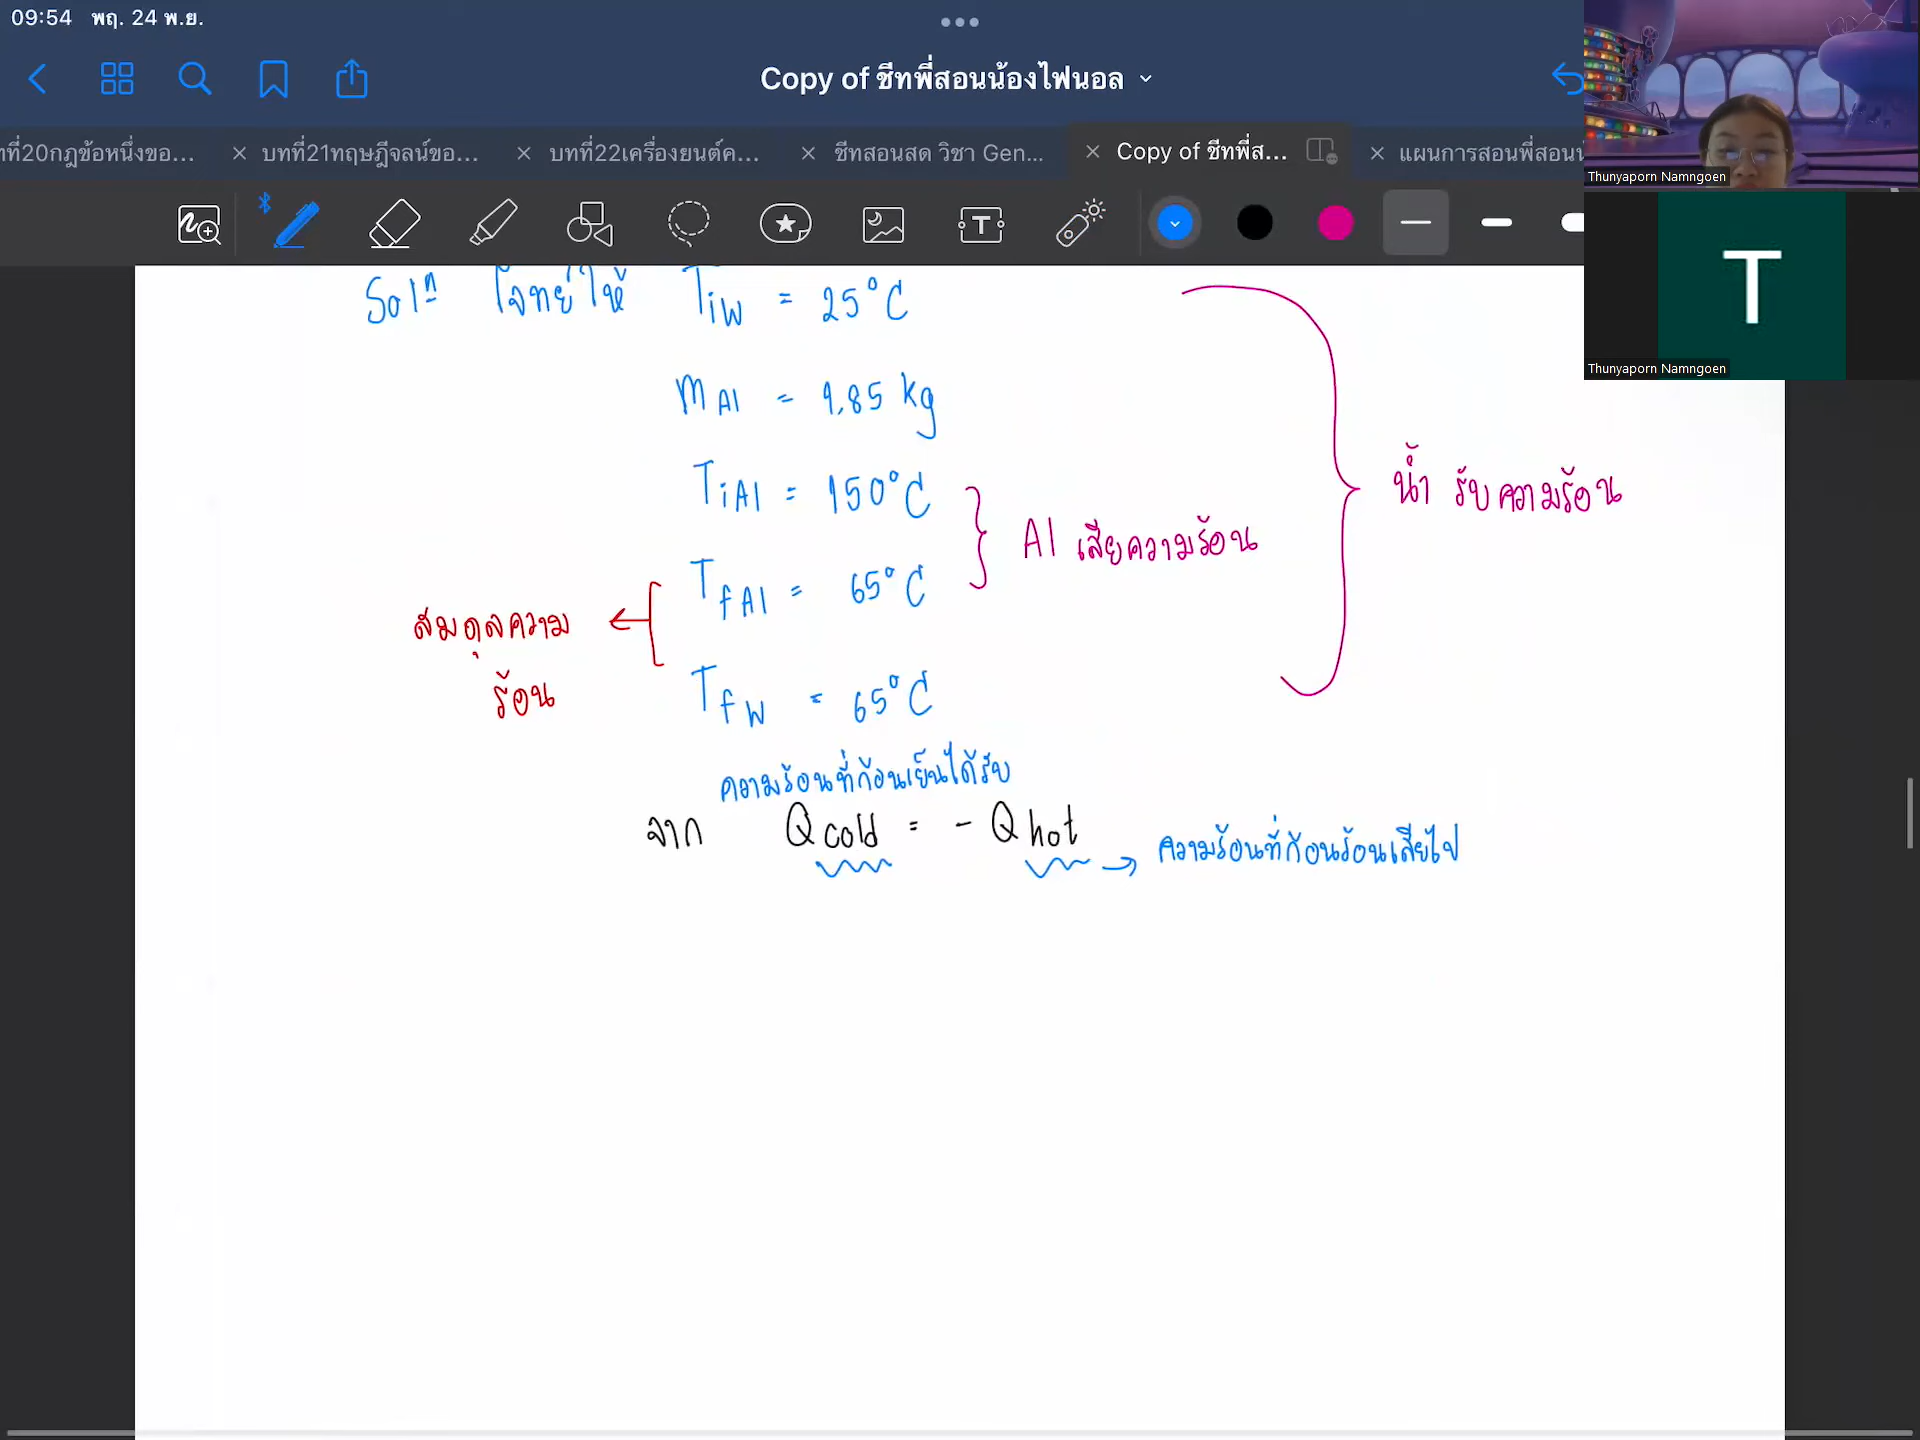 09:54 พฤ. 24 พ.ย.
Copy of ชีทพี่สอนน้องไฟนอล
ทที่20กฎข้อหนึ่งขอ...
บทที่21ทฤษฎีจลน์ขอ...
บทที่22เครื่องยนต์ค...
ชีทสอนสด วิชา Gen...
Copy of ชีทพี่ส...
แผนการสอนพี่สอนน
Thunyaporn Namngoen
T
Thunyaporn Namngoen
Solⁿ โจทย์ให้ TiW = 25°C
mAl = 1.85 kg
TiAl = 150°C
Al เสียความร้อน
น้ำ รับความร้อน
TfAl = 65°C
สมดุลความ
ร้อน
TfW = 65°C
ความร้อนที่ก้อนเย็นได้รับ
จาก Qcold = - Qhot → ความร้อนที่ก้อนร้อนเสียไป